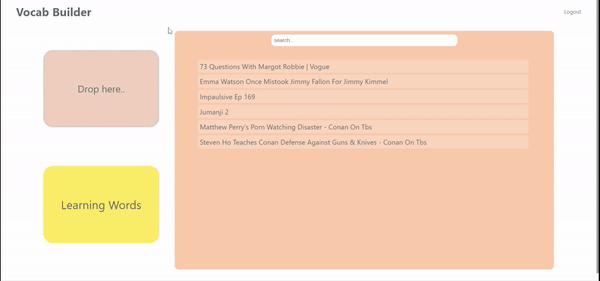 Vocab Builder
Logout
search...
Drop here..
73 Questions With Margot Robbie | Vogue
Emma Watson Once Mistook Jimmy Fallon For Jimmy Kimmel
Impaulsive Ep 169
Jumanji 2
Matthew Perry's Porn Watching Disaster - Conan On Tbs
Steven Ho Teaches Conan Defense Against Guns & Knives - Conan On Tbs
Learning Words